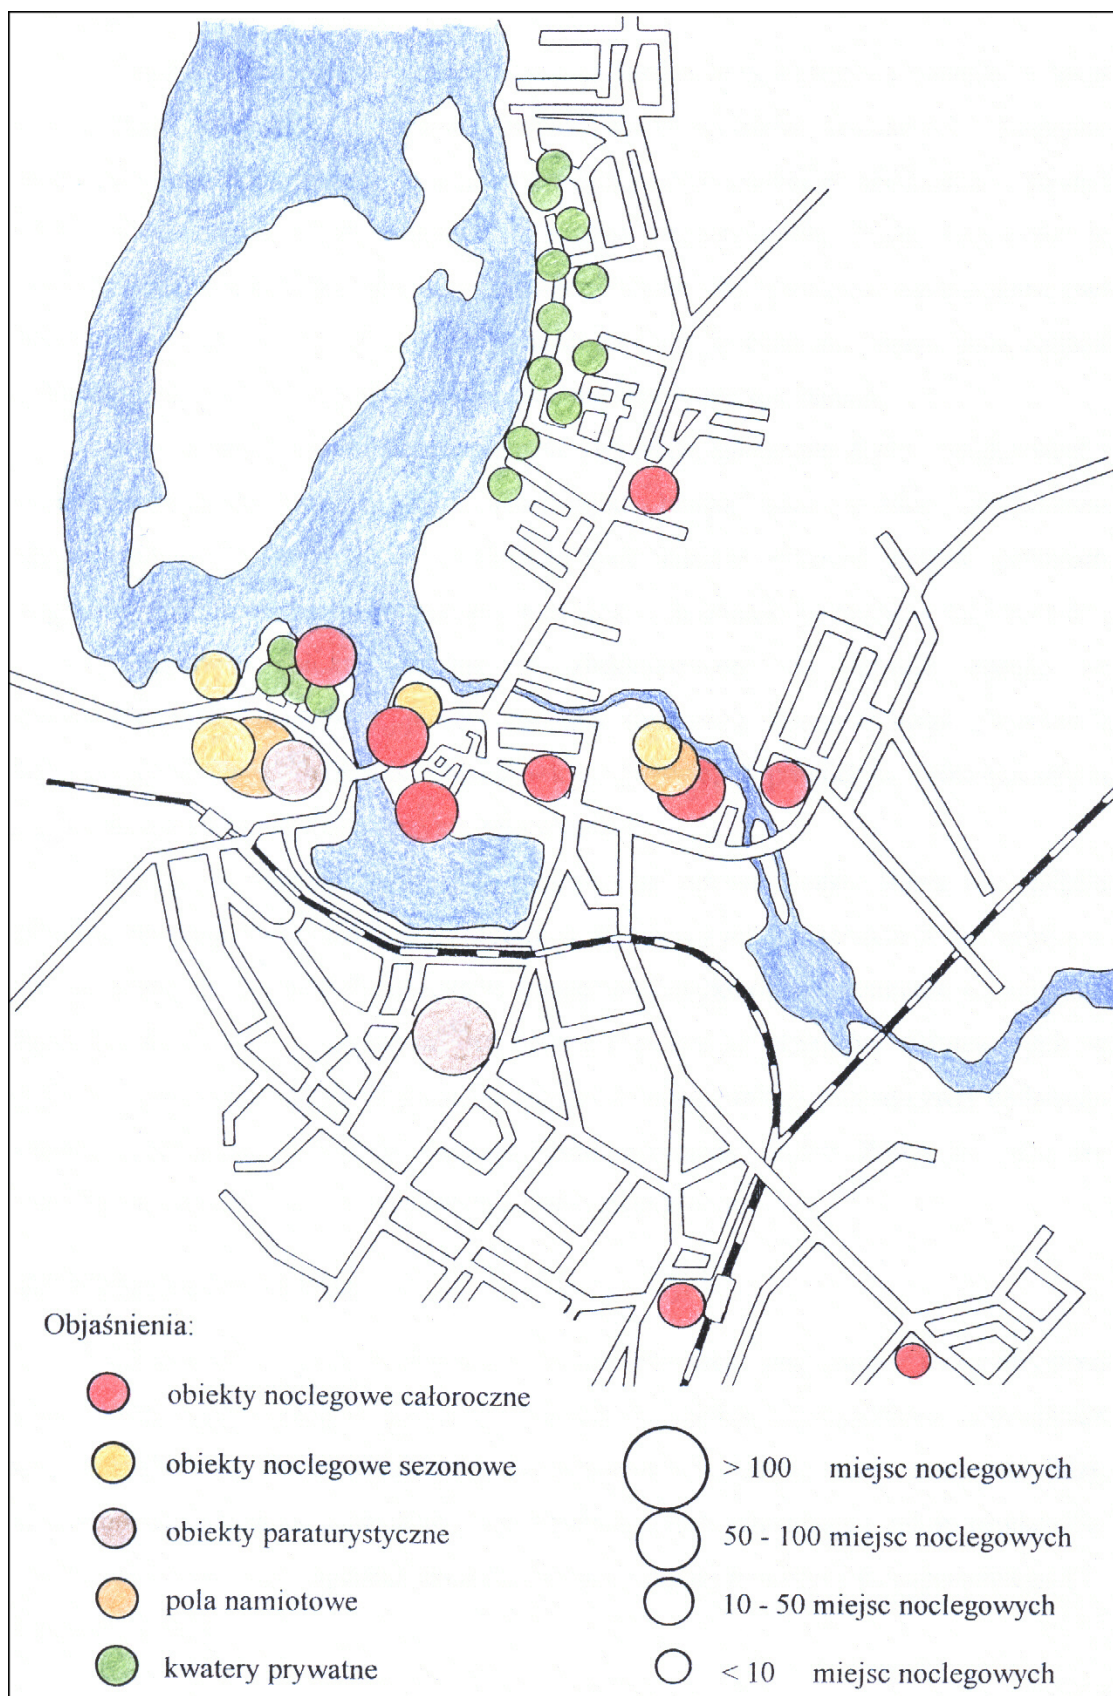 Objaśnienia:
obiekty noclegowe całoroczne
obiekty noclegowe sezonowe
obiekty paraturystyczne
pola namiotowe
kwatery prywatne
> 100 miejsc noclegowych
50 - 100 miejsc noclegowych
10 - 50 miejsc noclegowych
< 10 miejsc noclegowych